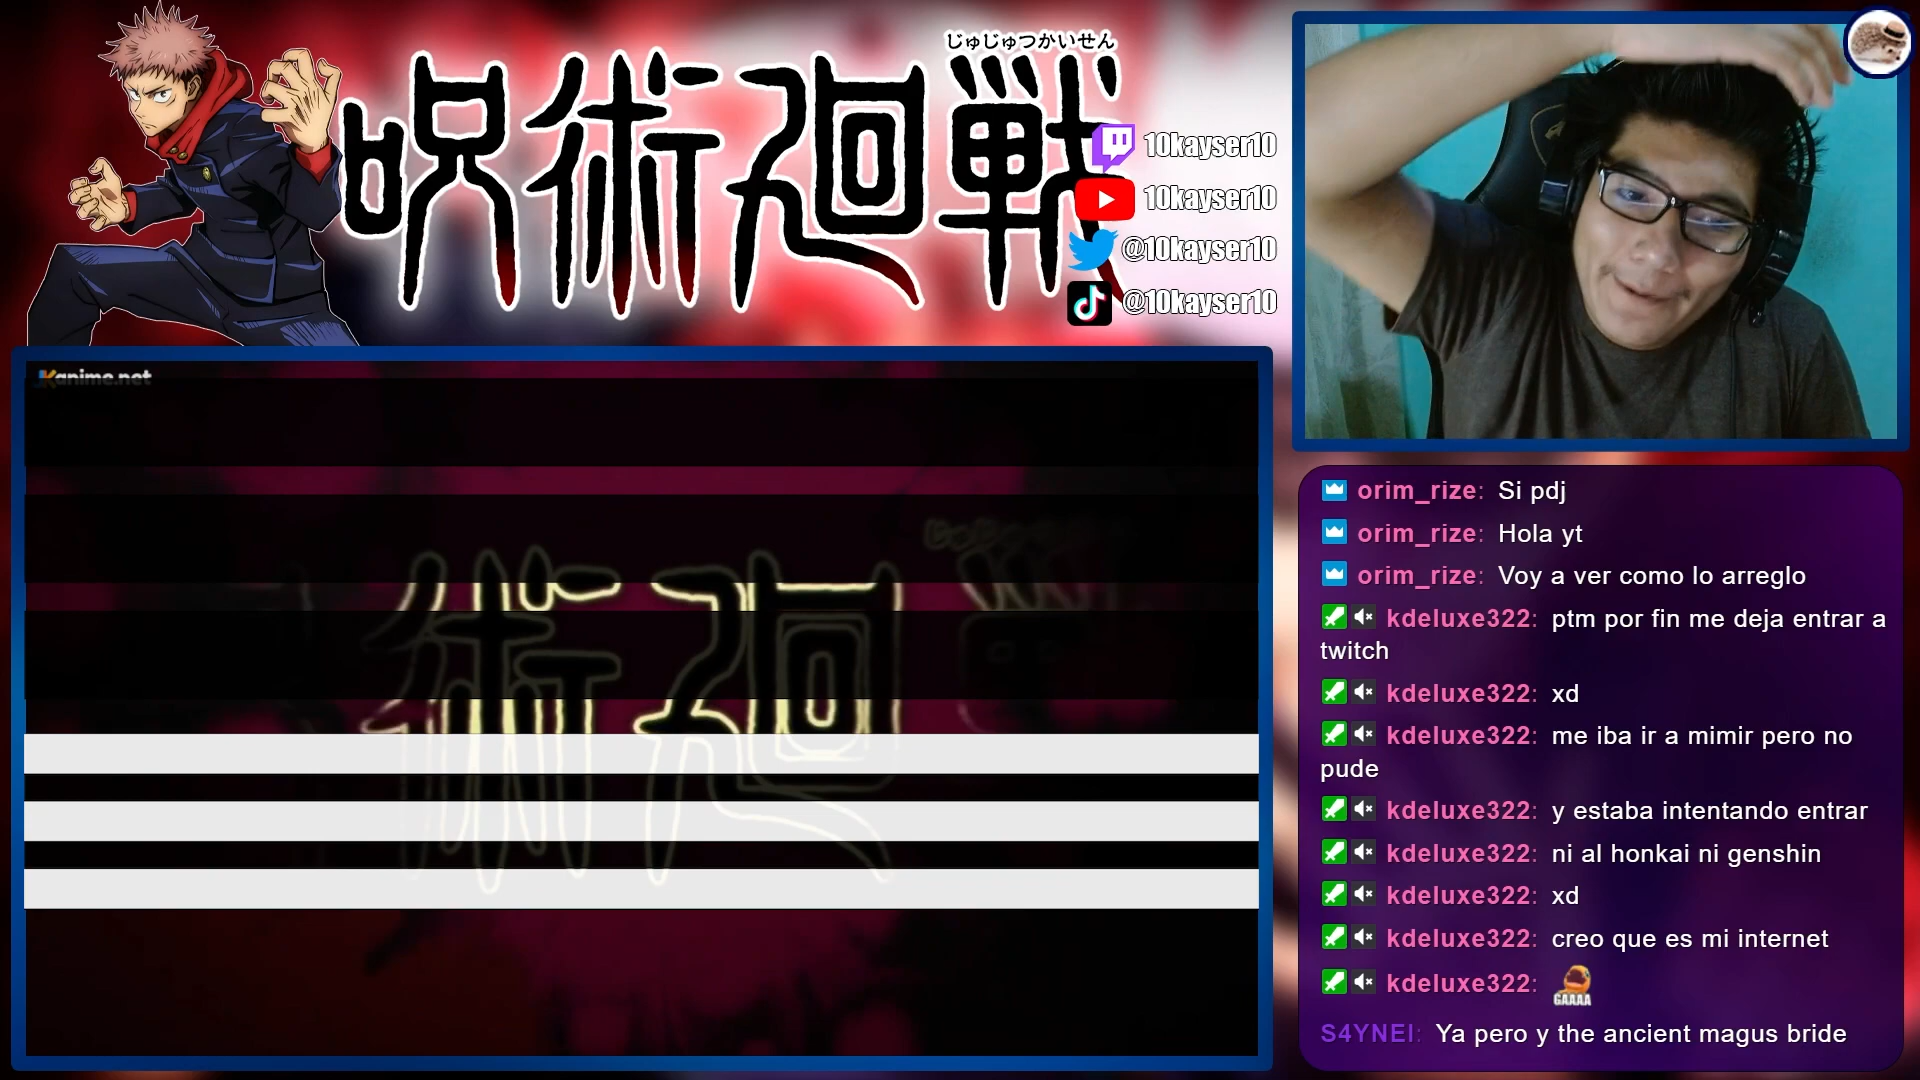 じゅじゅつかいせん
呪術廻戦
10kayser10
10kayser10
@10kayser10
@10kayser10
Kanime.net
術廻
orim_rize: Si pdj
orim_rize: Hola yt
orim_rize: Voy a ver como lo arreglo
kdeluxe322: ptm por fin me deja entrar a
twitch
kdeluxe322: xd
kdeluxe322: me iba ir a mimir pero no
pude
kdeluxe322: y estaba intentando entrar
kdeluxe322: ni al honkai ni genshin
kdeluxe322: xd
kdeluxe322: creo que es mi internet
kdeluxe322:
GAAAA
S4YNEI: Ya pero y the ancient magus bride